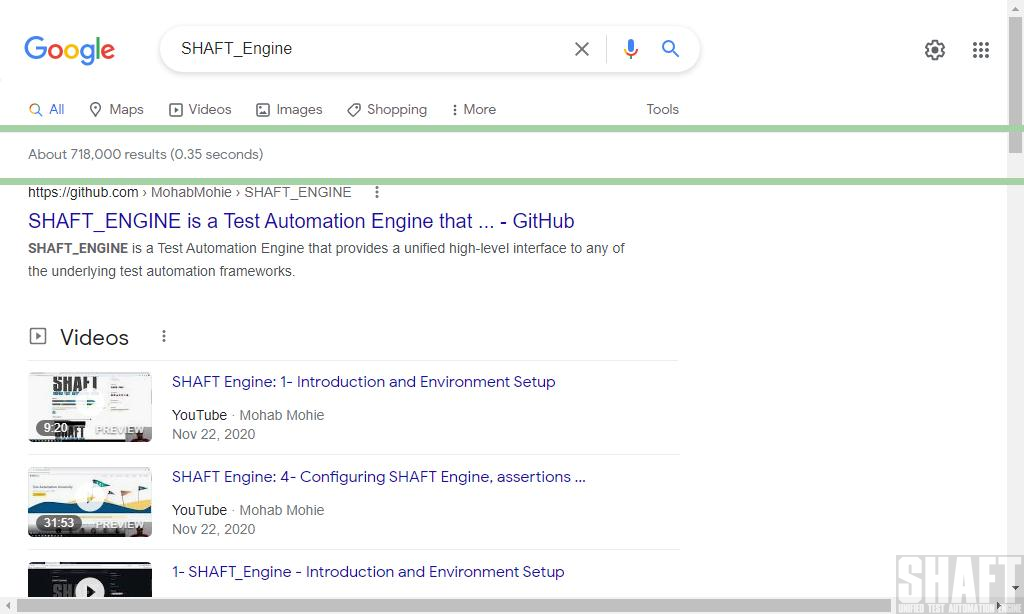 Google
SHAFT_Engine
All
Maps
Videos
Images
Shopping
More
Tools
About 718,000 results (0.35 seconds)
https://github.com › MohabMohie › SHAFT_ENGINE
SHAFT_ENGINE is a Test Automation Engine that ... - GitHub
SHAFT_ENGINE is a Test Automation Engine that provides a unified high-level interface to any of
the underlying test automation frameworks.
Videos
SHAFT
9:20
PREVIEW
SHAFT Engine: 1- Introduction and Environment Setup
YouTube · Mohab Mohie
Nov 22, 2020
31:53
PREVIEW
SHAFT Engine: 4- Configuring SHAFT Engine, assertions ...
YouTube · Mohab Mohie
Nov 22, 2020
1- SHAFT_Engine - Introduction and Environment Setup
SHAFT
UNIFIED TEST AUTOMATION